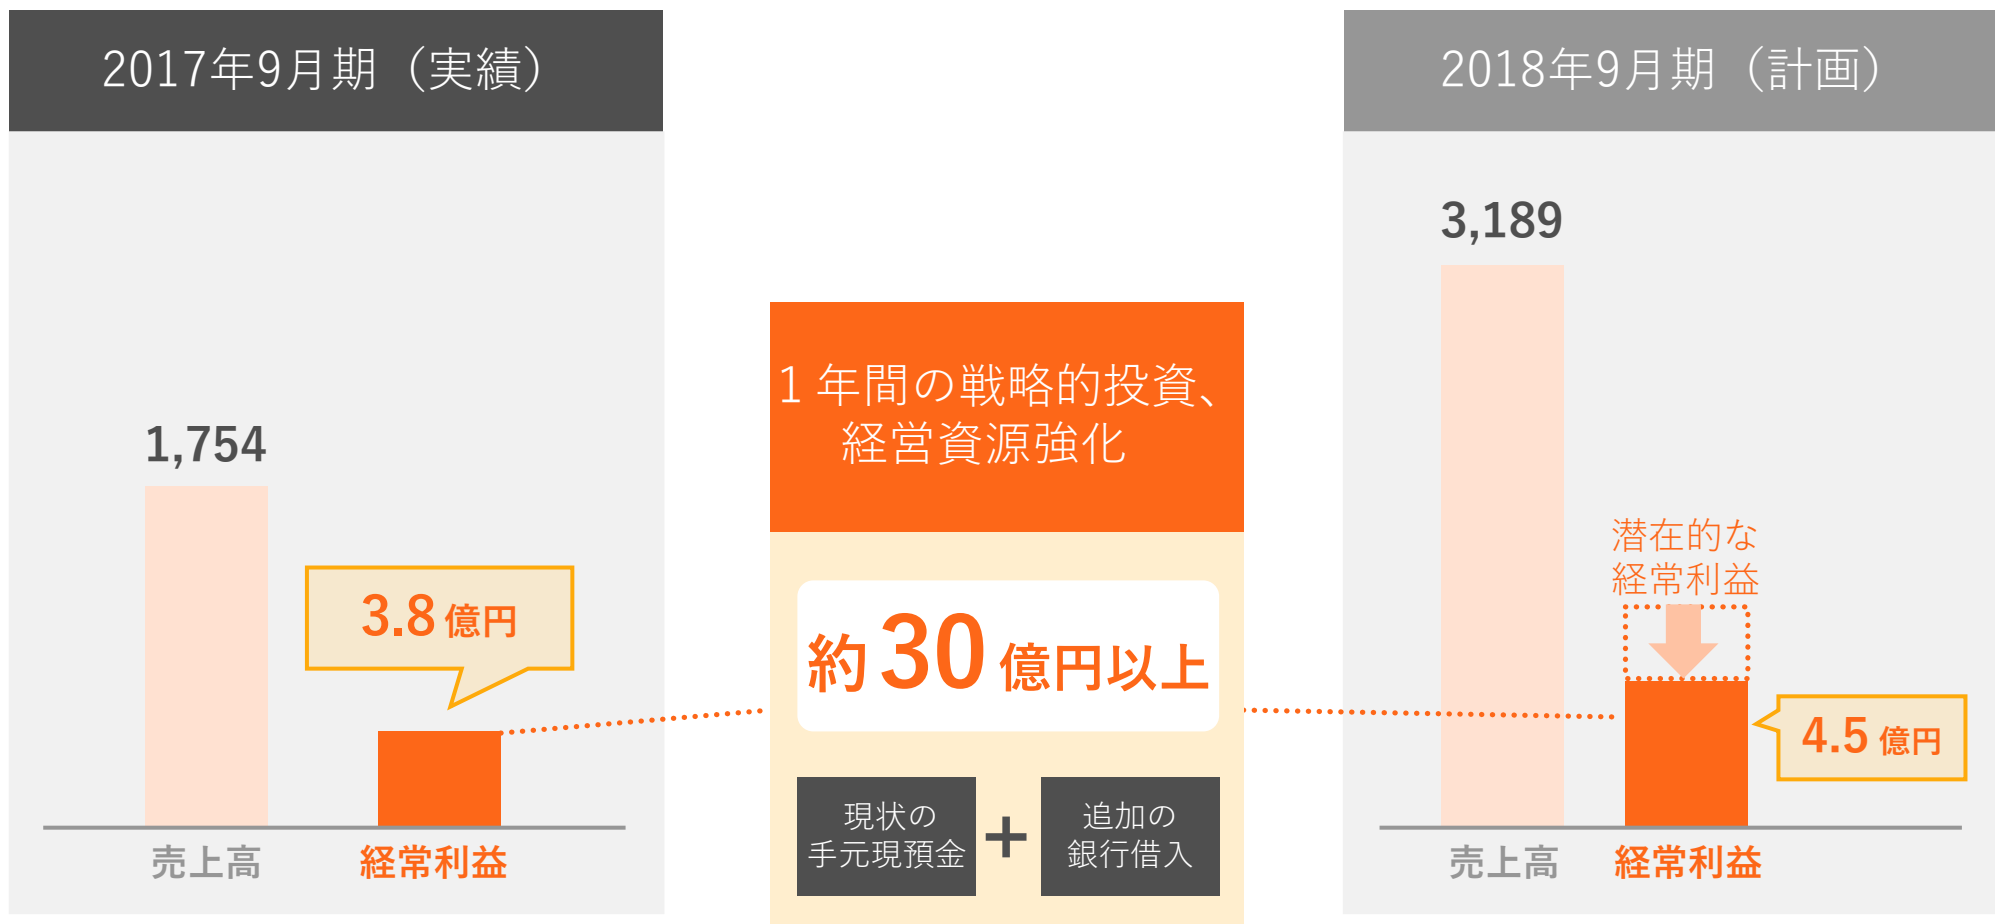 2017年9月期（実績）
1,754
3.8億円
売上高
経常利益
１年間の戦略的投資、
経営資源強化
約30億円以上
現状の
手元現預金
+
追加の
銀行借入
2018年9月期（計画）
3,189
潜在的な
経常利益
4.5億円
売上高
経常利益